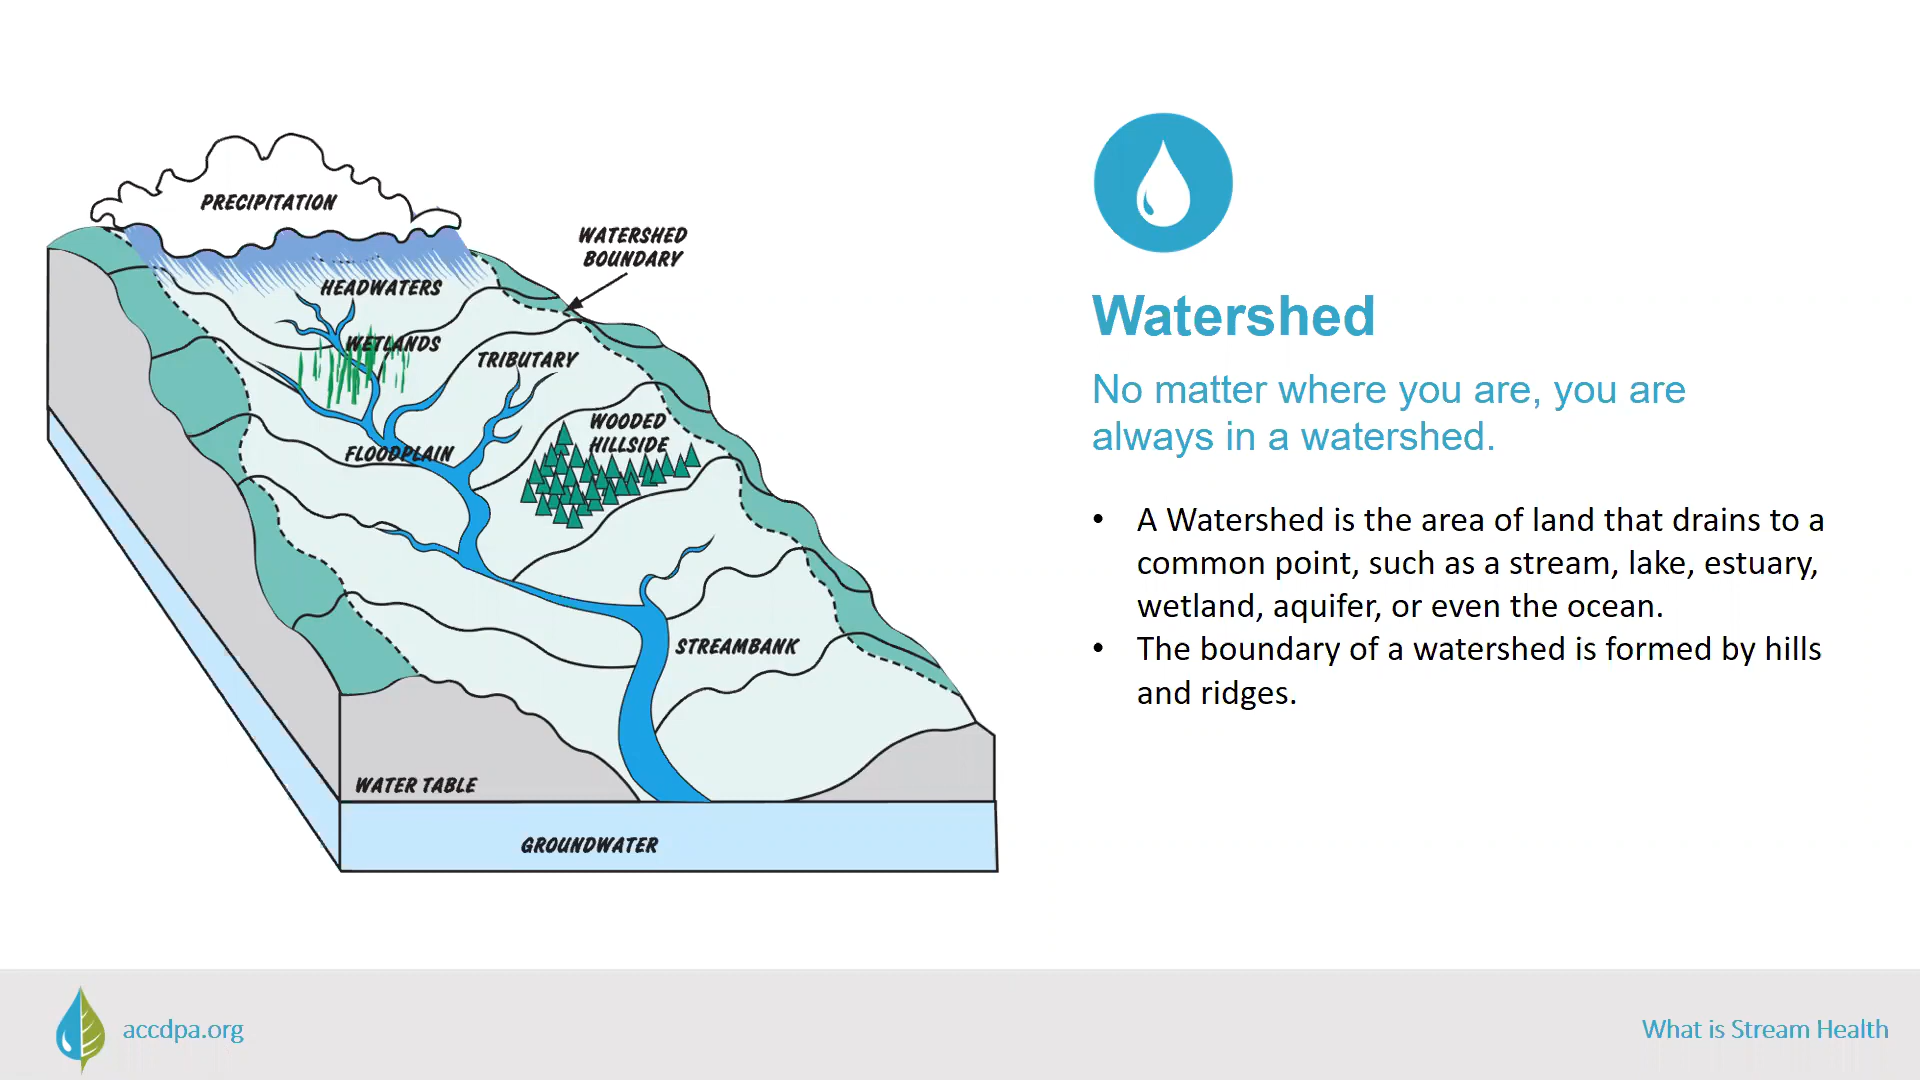 PRECIPITATION
WATERSHED
BOUNDARY
HEADWATERS
WETLANDS
TRIBUTARY
WOODED
HILLSIDE
FLOODPLAIN
STREAMBANK
WATER TABLE
GROUNDWATER
Watershed
No matter where you are, you are
always in a watershed.
• A Watershed is the area of land that drains to a
common point, such as a stream, lake, estuary,
wetland, aquifer, or even the ocean.
• The boundary of a watershed is formed by hills
and ridges.
accdpa.org
What is Stream Health